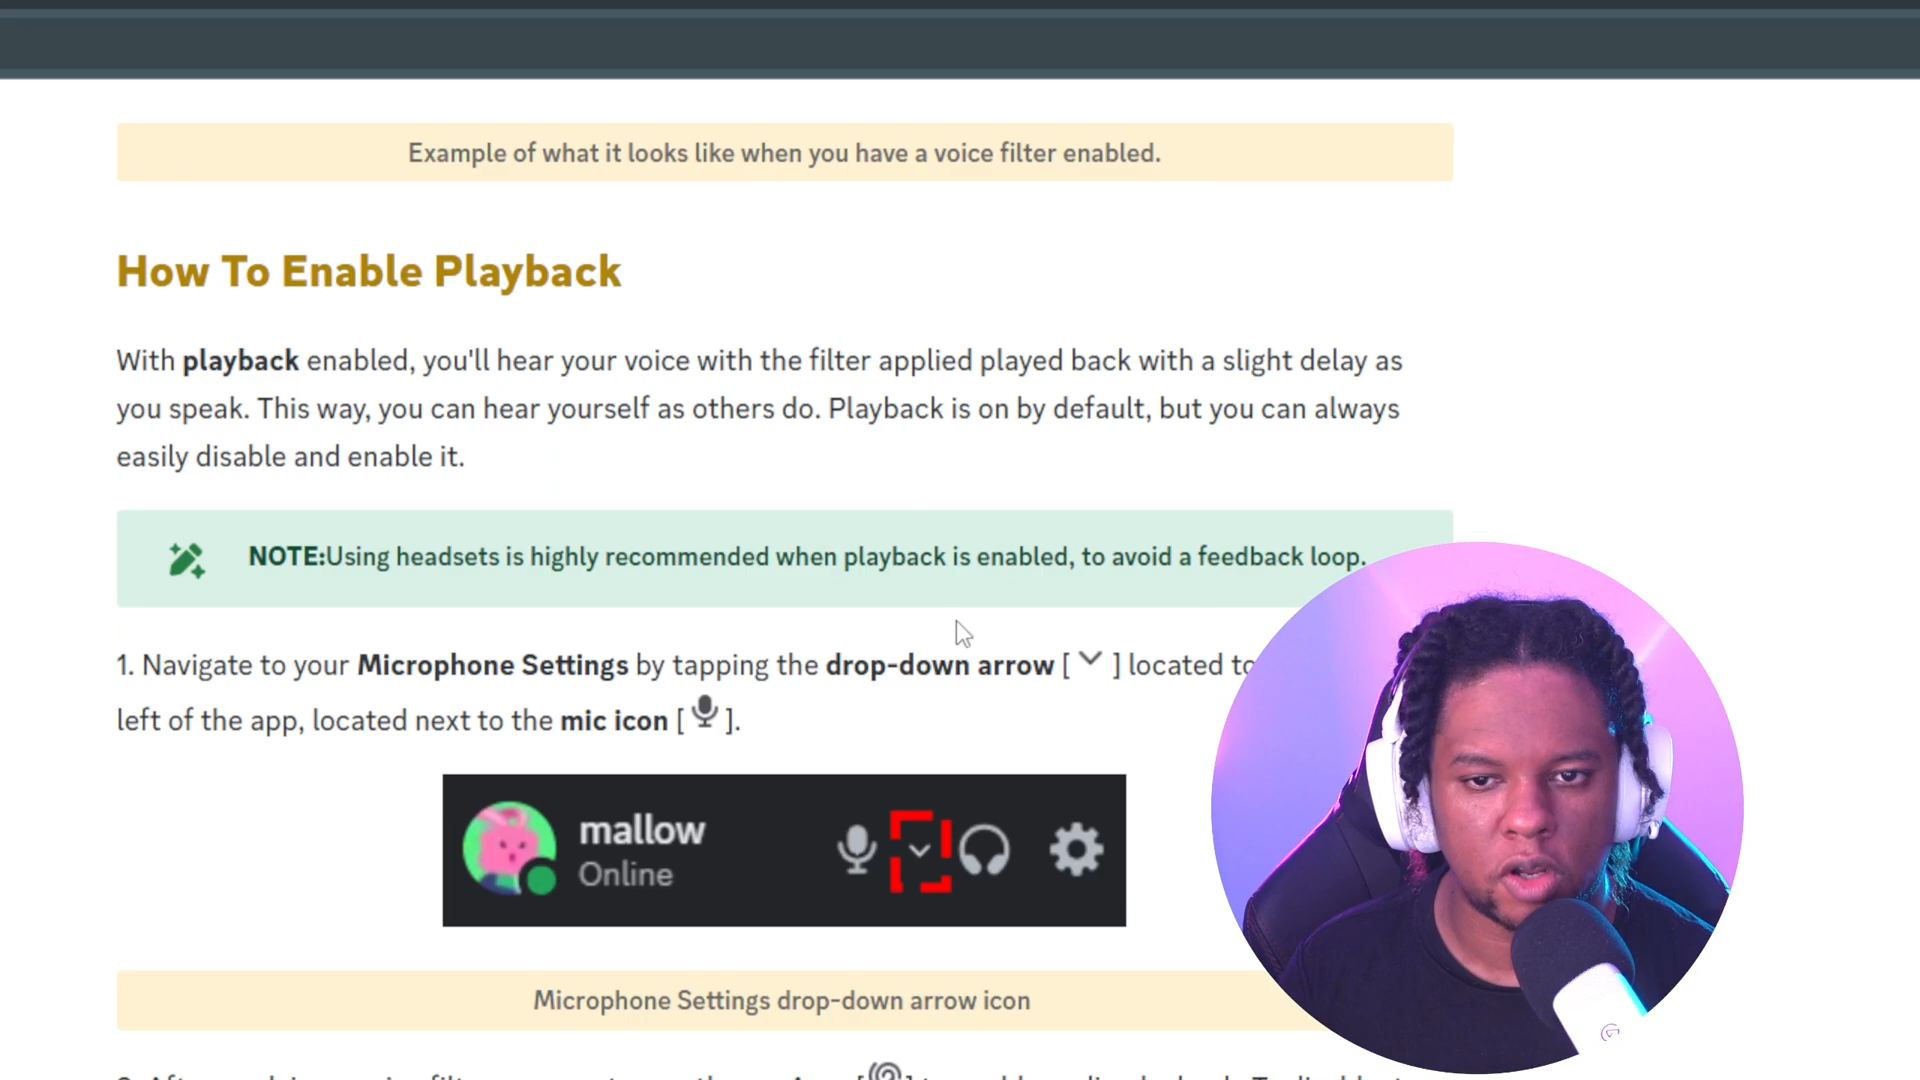 Example of what it looks like when you have a voice filter enabled.
How To Enable Playback
With playback enabled, you'll hear your voice with the filter applied played back with a slight delay as
you speak. This way, you can hear yourself as others do. Playback is on by default, but you can always
easily disable and enable it.
NOTE:Using headsets is highly recommended when playback is enabled, to avoid a feedback loop.
1. Navigate to your Microphone Settings by tapping the drop-down arrow [ ] located
left of the app, located next to the mic icon [ ].
mallow
Online
Microphone Settings drop-down arrow icon